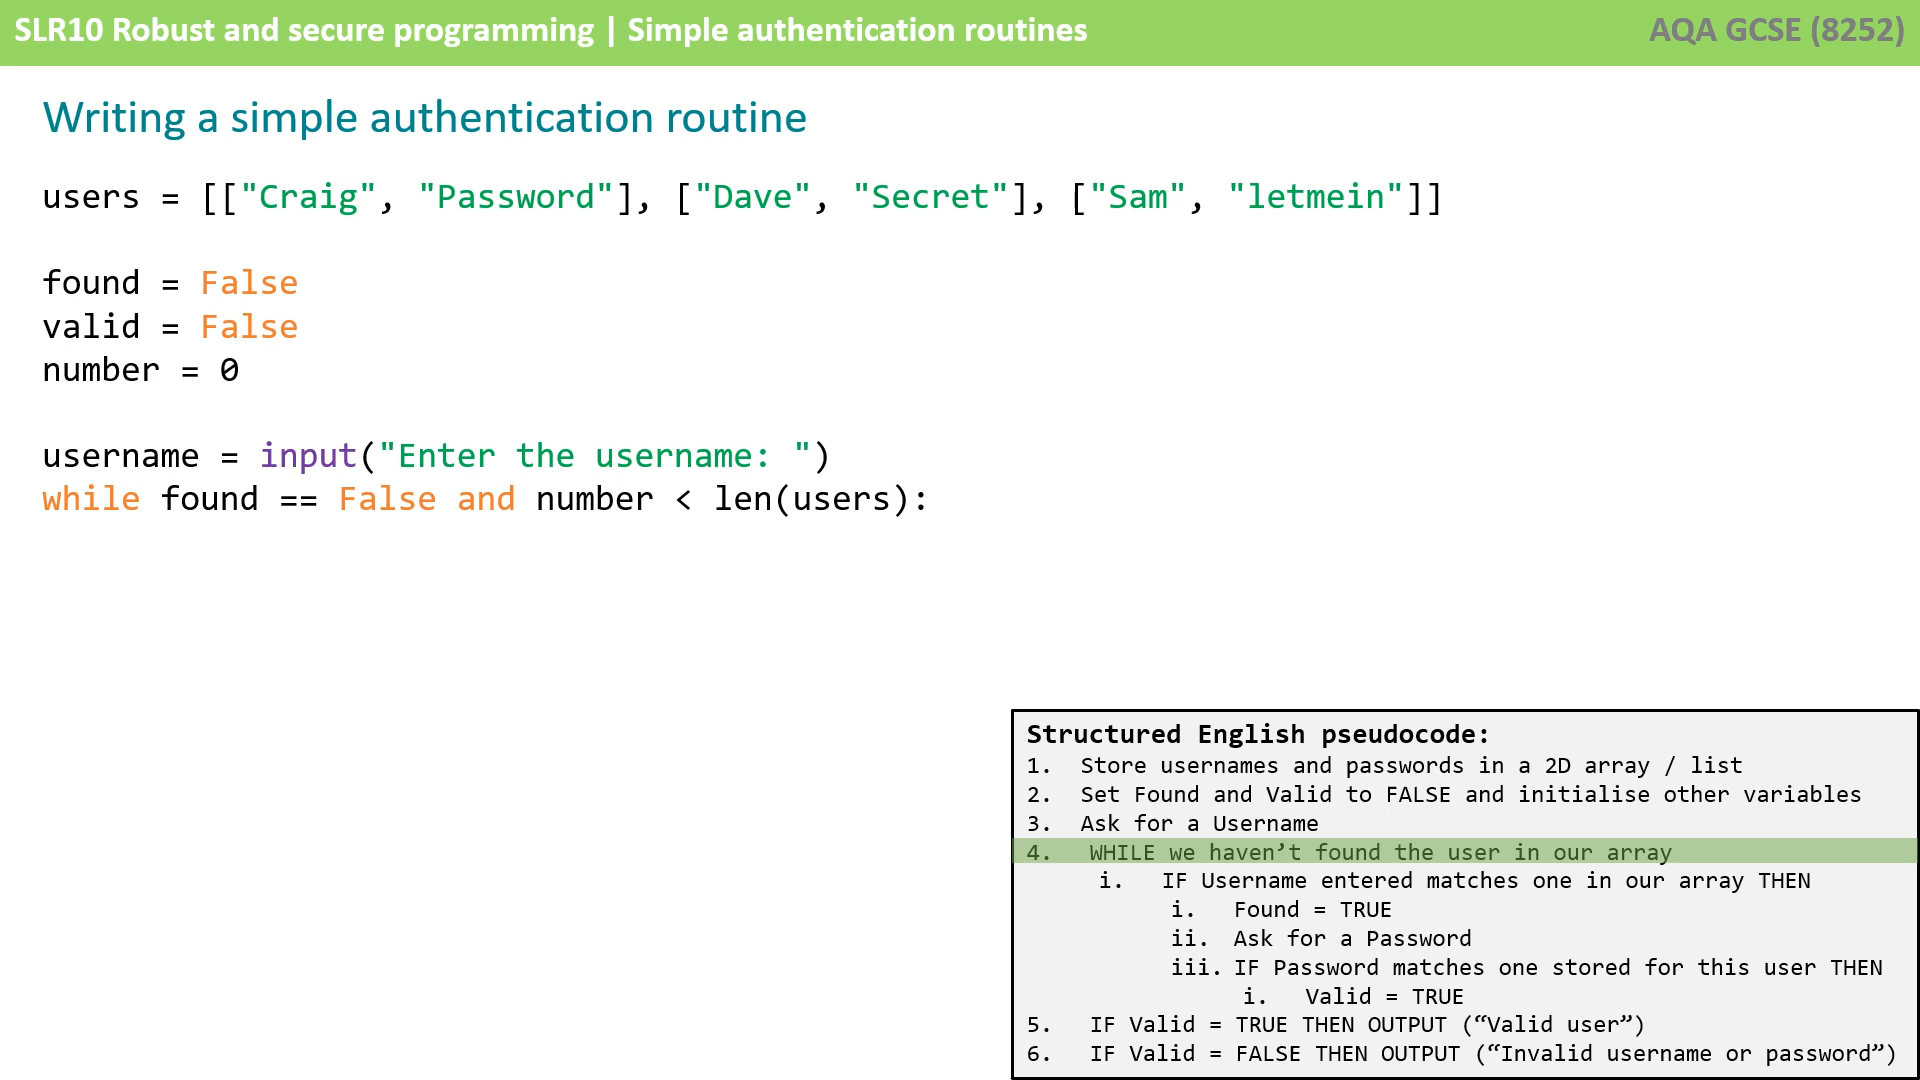 SLR10 Robust and secure programming | Simple authentication routines
AQA GCSE (8252)
Writing a simple authentication routine
users = [["Craig", "Password"], ["Dave", "Secret"], ["Sam", "letmein"]]
found = False
valid = False
number = 0
username = input("Enter the username: ")
while found == False and number < len(users):
Structured English pseudocode:
1. Store usernames and passwords in a 2D array / list
2. Set Found and Valid to FALSE and initialise other variables
3. Ask for a Username
4. WHILE we haven’t found the user in our array
i. IF Username entered matches one in our array THEN
i. Found = TRUE
ii. Ask for a Password
iii. IF Password matches one stored for this user THEN
i. Valid = TRUE
5. IF Valid = TRUE THEN OUTPUT (“Valid user”)
6. IF Valid = FALSE THEN OUTPUT (“Invalid username or password”)